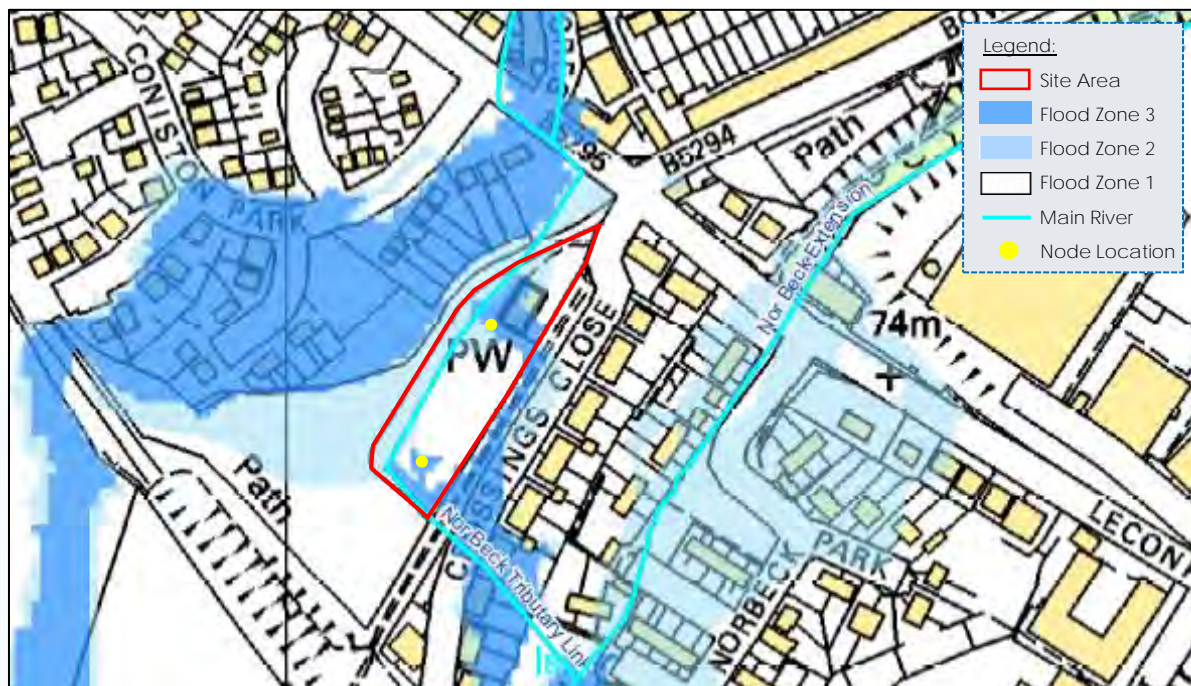 Legend:
Site Area
Flood Zone 3
Flood Zone 2
Flood Zone 1
Main River
Node Location
CONISTON PARK
B5294
Path
Nor Beck Extension
74m
PW
Path
Nor Beck Tributary Link
NORBECK PARK